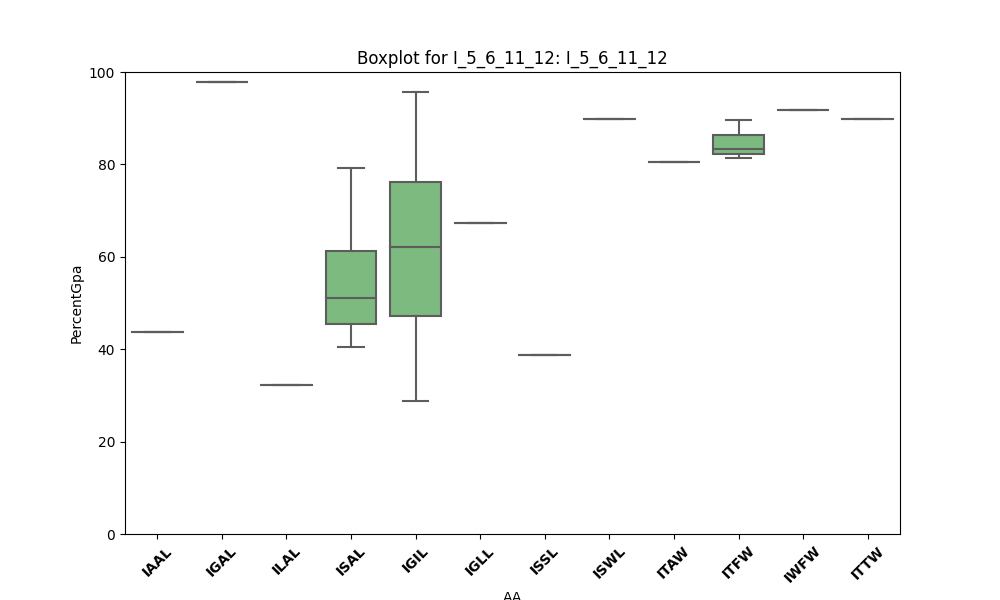 Boxplot for I_5_6_11_12: I_5_6_11_12
PercentGpa
100
80
60
40
20
0
IAAL
IGAL
ILAL
ISAL
IGIL
IGLL
ISSL
ISWL
ITAW
ITFW
IWFW
ITTW
AA